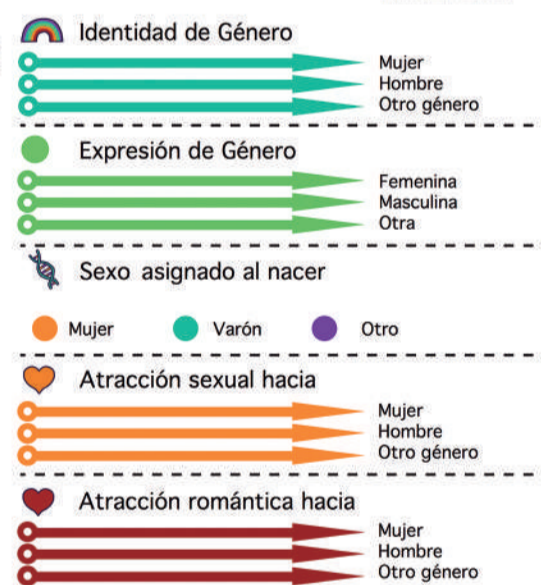 Identidad de Género
Mujer
Hombre
Otro género
Expresión de Género
Femenina
Masculina
Otra
Sexo asignado al nacer
Mujer Varón Otro
Atracción sexual hacia
Mujer
Hombre
Otro género
Atracción romántica hacia
Mujer
Hombre
Otro género